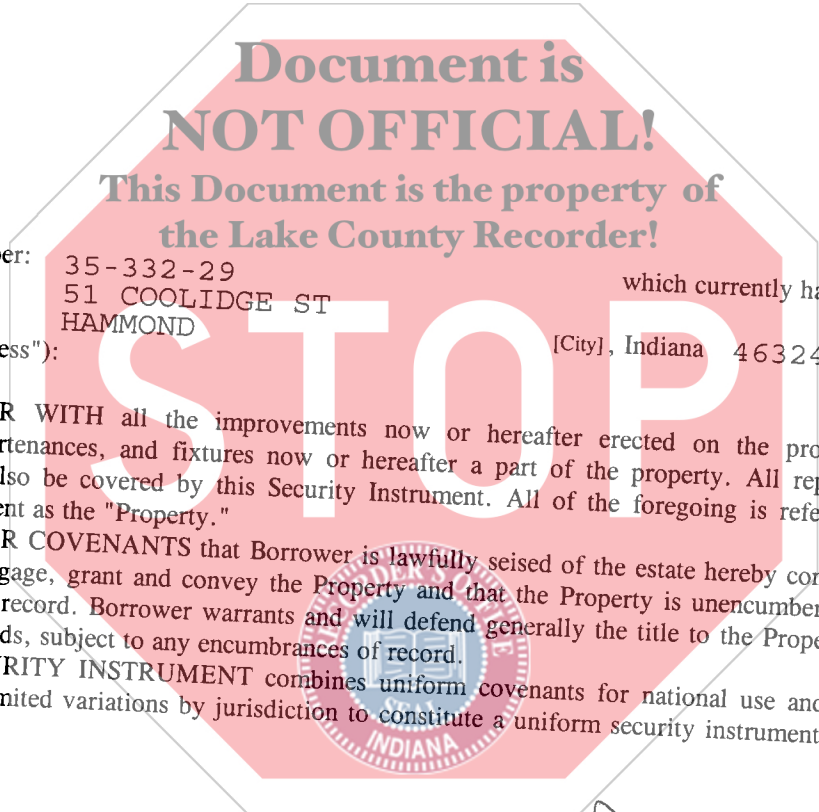 Document is
NOT OFFICIAL!
This Document is the property of
the Lake County Recorder!
er: 35-332-29 which currently ha
51 COOLIDGE ST
HAMMOND [City], Indiana 46324
ess"):
STOP
R WITH all the improvements now or hereafter erected on the pro
rtenances, and fixtures now or hereafter a part of the property. All rep
lso be covered by this Security Instrument. All of the foregoing is refe
ent as the "Property."
R COVENANTS that Borrower is lawfully seised of the estate hereby con
gage, grant and convey the Property and that the Property is unencumber
record. Borrower warrants and will defend generally the title to the Prope
ds, subject to any encumbrances of record.
RITY INSTRUMENT combines uniform covenants for national use and
mited variations by jurisdiction to constitute a uniform security instrument
RECORDER'S OFFICE
SEAL
INDIANA